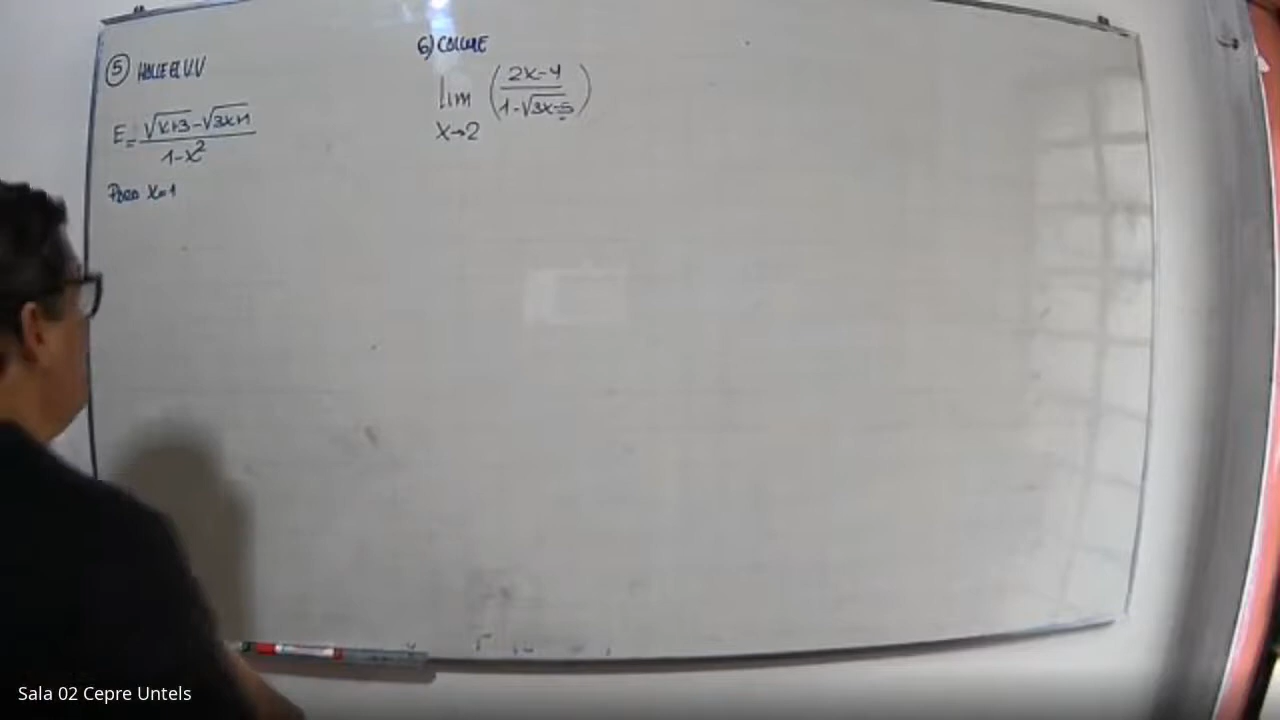 5 HALLE EL V.V
E = (√(x+3) - √(3x+1)) / (1-x²)
Para x=1
6) CALCULE
Lim (2x-4 / 1-√(3x-5))
x→2
Sala 02 Cepre Untels